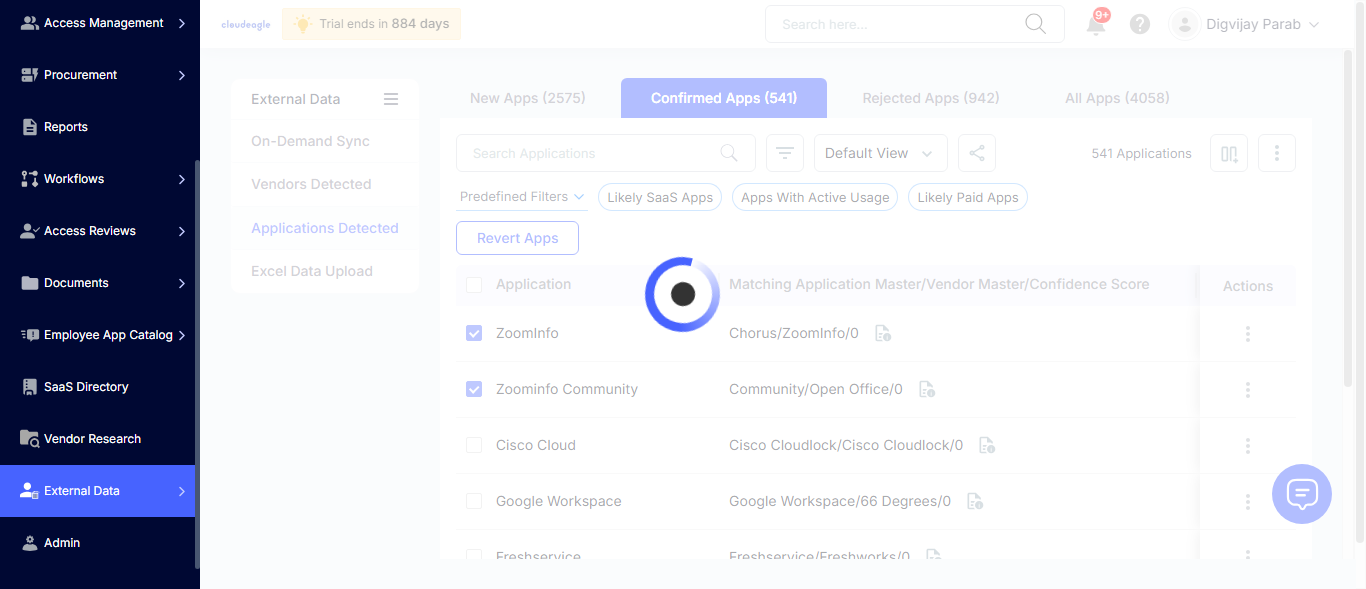 Access Management
Procurement
Reports
Workflows
Access Reviews
Documents
Employee App Catalog
SaaS Directory
Vendor Research
External Data
Admin
cloudeagle
Trial ends in 884 days
Search here...
9+
Digvijay Parab
External Data
On-Demand Sync
Vendors Detected
Applications Detected
Excel Data Upload
New Apps (2575)
Confirmed Apps (541)
Rejected Apps (942)
All Apps (4058)
Search Applications
Default View
541 Applications
Predefined Filters
Likely SaaS Apps
Apps With Active Usage
Likely Paid Apps
Revert Apps
Application
Matching Application Master/Vendor Master/Confidence Score
Actions
ZoomInfo
Chorus/ZoomInfo/0
Zoominfo Community
Community/Open Office/0
Cisco Cloud
Cisco Cloudlock/Cisco Cloudlock/0
Google Workspace
Google Workspace/66 Degrees/0
Freshservice
Freshservice/Freshworks/0